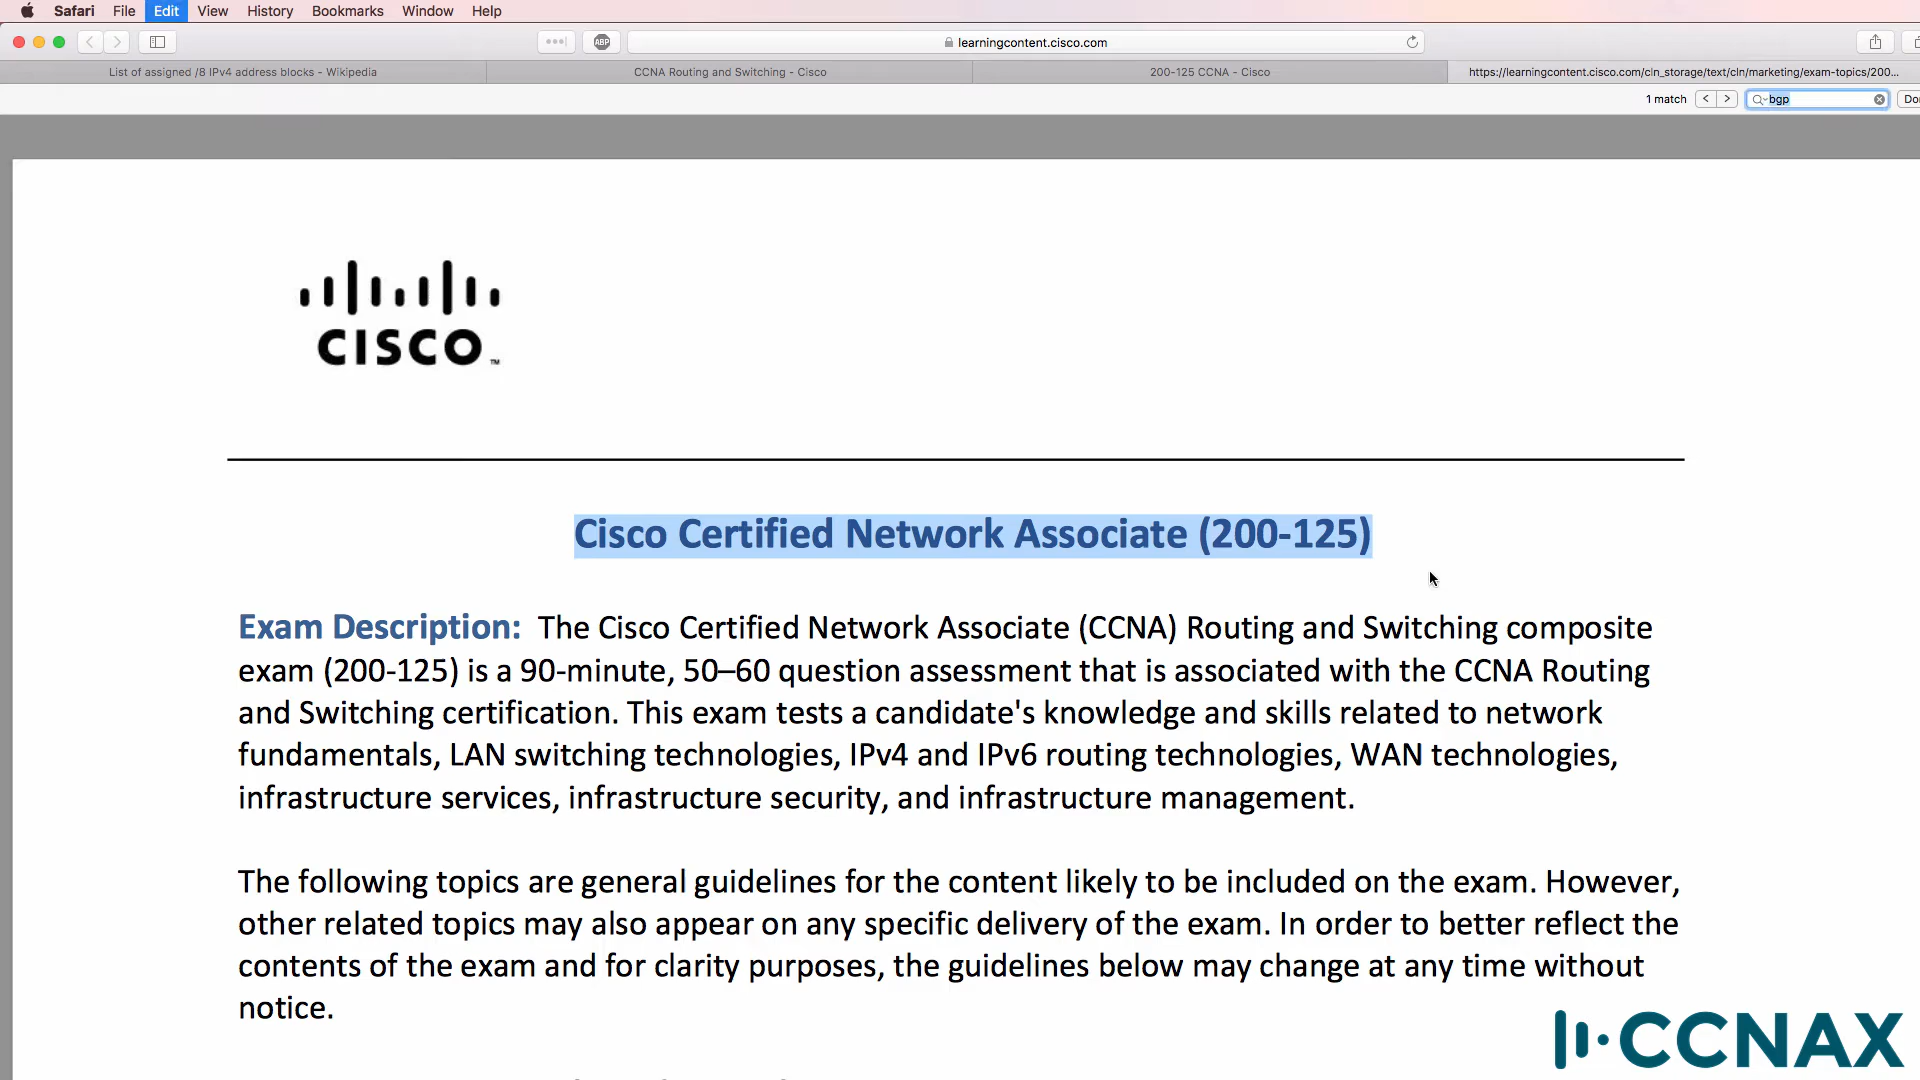 Safari File Edit View History Bookmarks Window Help
ABP
learningcontent.cisco.com
List of assigned /8 IPv4 address blocks - Wikipedia
CCNA Routing and Switching - Cisco
200-125 CCNA - Cisco
https://learningcontent.cisco.com/cln_storage/text/cln/marketing/exam-topics/200...
1 match
bgp
Do
CISCO
TM
Cisco Certified Network Associate (200-125)
Exam Description: The Cisco Certified Network Associate (CCNA) Routing and Switching composite
exam (200-125) is a 90-minute, 50–60 question assessment that is associated with the CCNA Routing
and Switching certification. This exam tests a candidate's knowledge and skills related to network
fundamentals, LAN switching technologies, IPv4 and IPv6 routing technologies, WAN technologies,
infrastructure services, infrastructure security, and infrastructure management.
The following topics are general guidelines for the content likely to be included on the exam. However,
other related topics may also appear on any specific delivery of the exam. In order to better reflect the
contents of the exam and for clarity purposes, the guidelines below may change at any time without
notice.
CCNAX